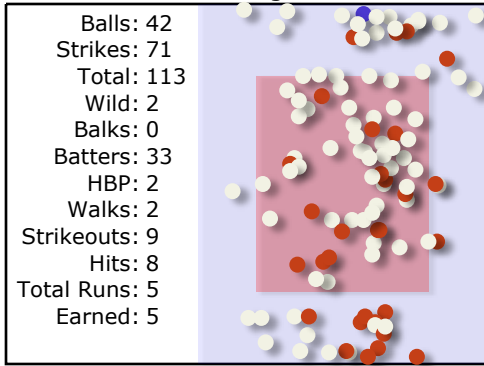 Balls: 42
Strikes: 71
Total: 113
Wild: 2
Balks: 0
Batters: 33
HBP: 2
Walks: 2
Strikeouts: 9
Hits: 8
Total Runs: 5
Earned: 5